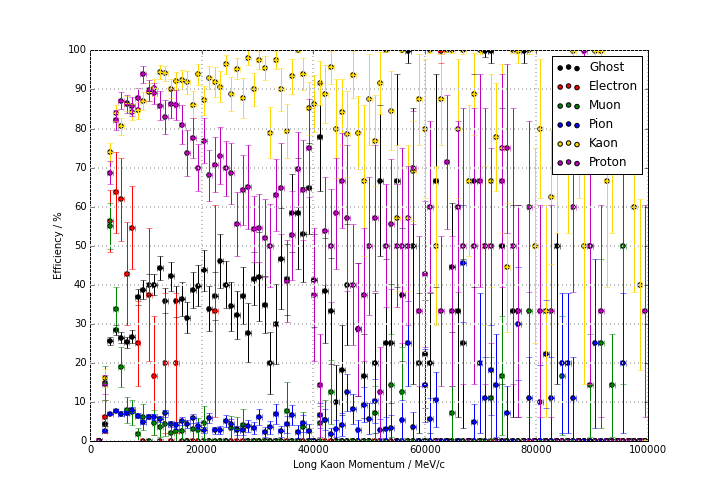 100
90
80
70
60
50
40
30
20
10
0
Efficiency / %
Ghost
Electron
Muon
Pion
Kaon
Proton
0 20000 40000 60000 80000 100000
Long Kaon Momentum / MeV/c